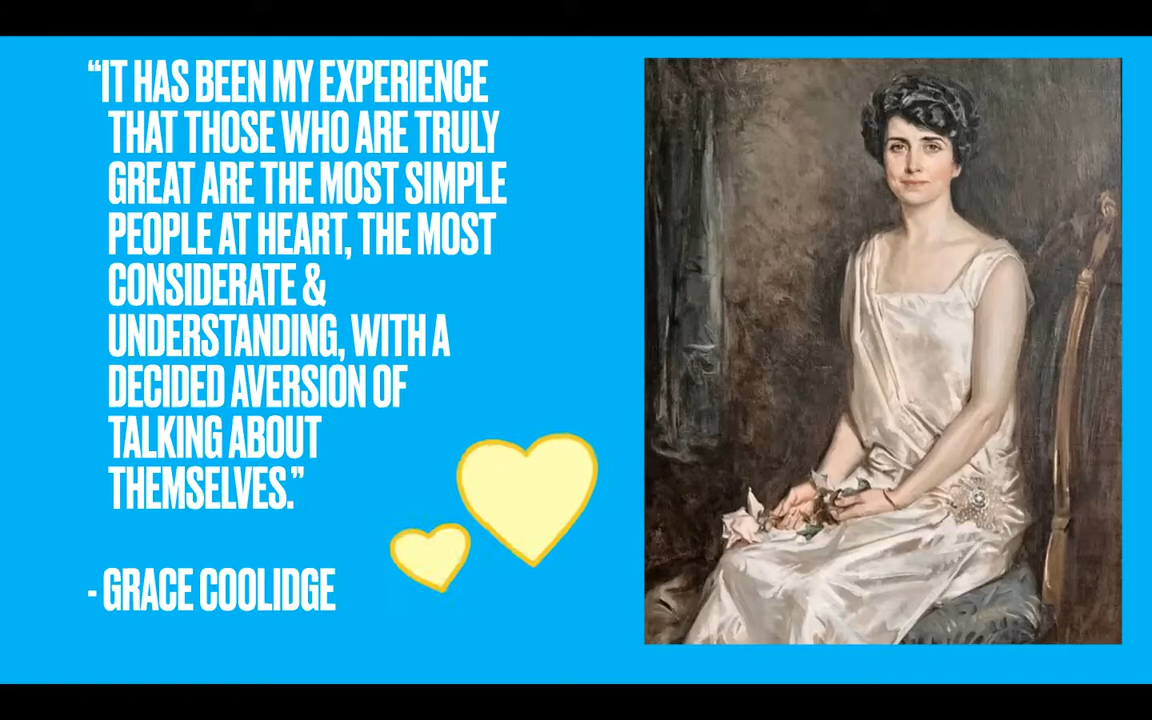 “IT HAS BEEN MY EXPERIENCE
THAT THOSE WHO ARE TRULY
GREAT ARE THE MOST SIMPLE
PEOPLE AT HEART, THE MOST
CONSIDERATE &
UNDERSTANDING, WITH A
DECIDED AVERSION OF
TALKING ABOUT
THEMSELVES.”
- GRACE COOLIDGE